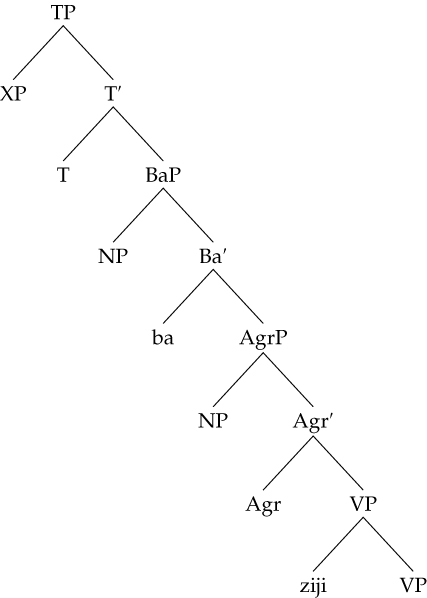 TP
XP T′
T BaP
NP Ba′
ba AgrP
NP Agr′
Agr VP
ziji VP